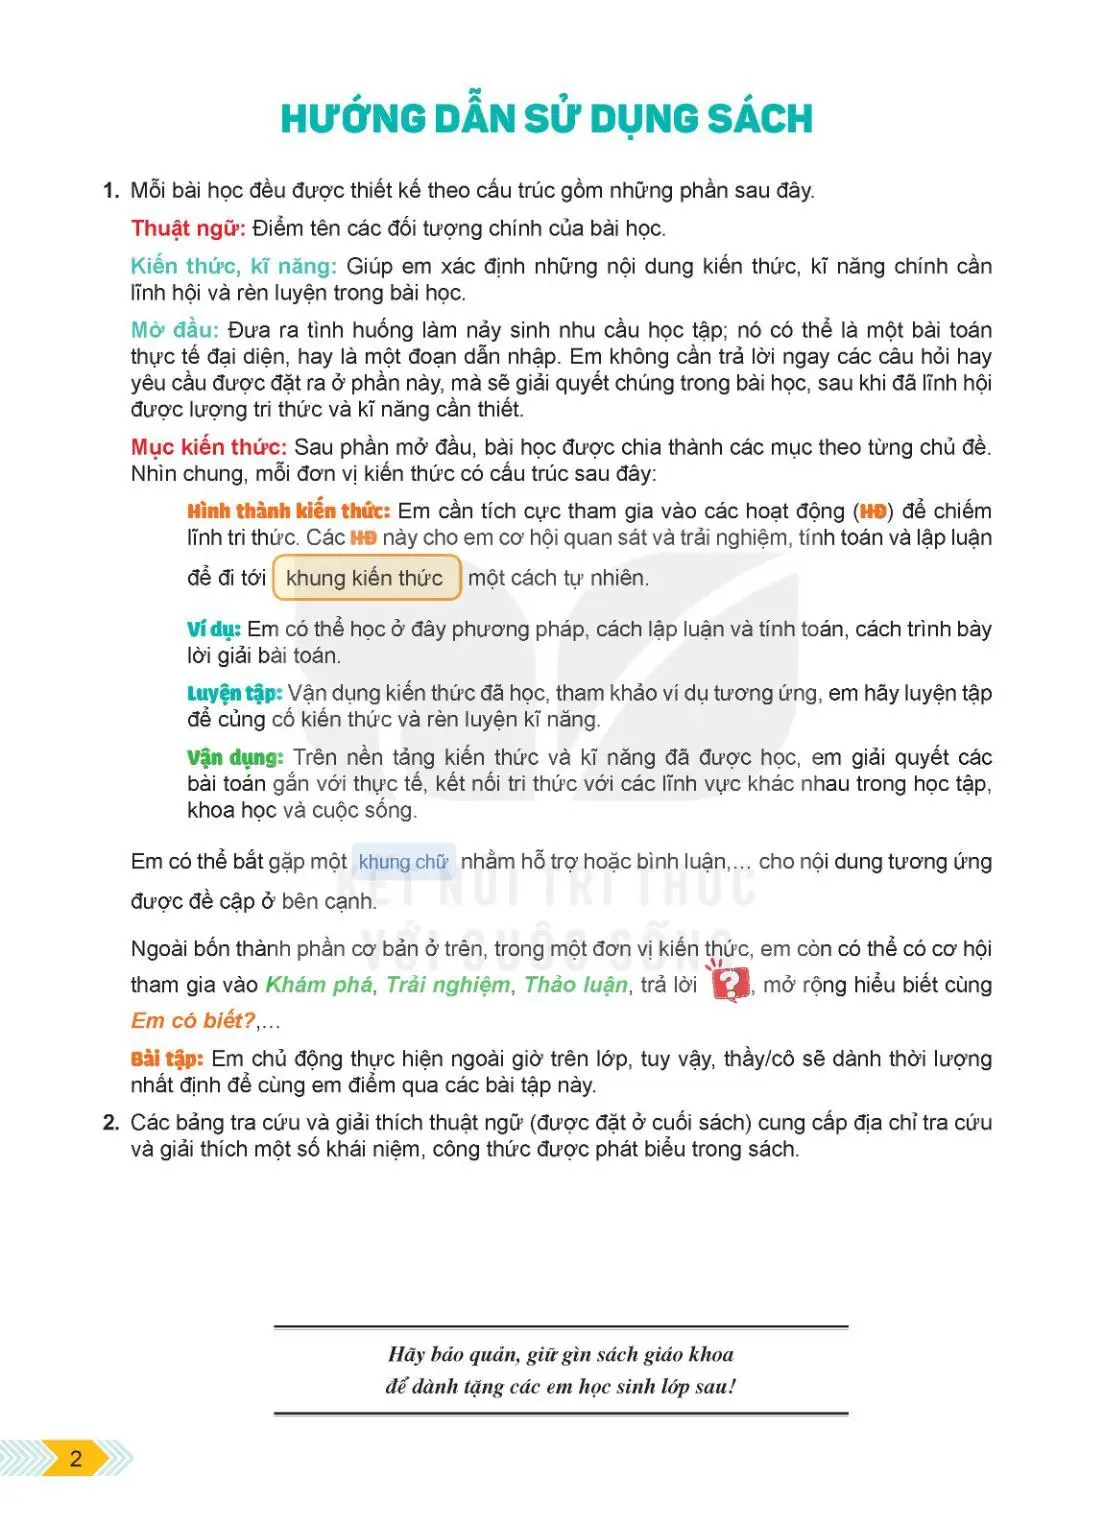 HƯỚNG DẪN SỬ DỤNG SÁCH
1. Mỗi bài học đều được thiết kế theo cấu trúc gồm những phần sau đây.
Thuật ngữ: Điểm tên các đối tượng chính của bài học.
Kiến thức, kĩ năng: Giúp em xác định những nội dung kiến thức, kĩ năng chính cần
lĩnh hội và rèn luyện trong bài học.
Mở đầu: Đưa ra tình huống làm nảy sinh nhu cầu học tập; nó có thể là một bài toán
thực tế đại diện, hay là một đoạn dẫn nhập. Em không cần trả lời ngay các câu hỏi hay
yêu cầu được đặt ra ở phần này, mà sẽ giải quyết chúng trong bài học, sau khi đã lĩnh hội
được lượng tri thức và kĩ năng cần thiết.
Mục kiến thức: Sau phần mở đầu, bài học được chia thành các mục theo từng chủ đề.
Nhìn chung, mỗi đơn vị kiến thức có cấu trúc sau đây:
Hình thành kiến thức: Em cần tích cực tham gia vào các hoạt động (HĐ) để chiếm
lĩnh tri thức. Các HĐ này cho em cơ hội quan sát và trải nghiệm, tính toán và lập luận
để đi tới khung kiến thức một cách tự nhiên.
Ví dụ: Em có thể học ở đây phương pháp, cách lập luận và tính toán, cách trình bày
lời giải bài toán.
Luyện tập: Vận dụng kiến thức đã học, tham khảo ví dụ tương ứng, em hãy luyện tập
để củng cố kiến thức và rèn luyện kĩ năng.
Vận dụng: Trên nền tảng kiến thức và kĩ năng đã được học, em giải quyết các
bài toán gắn với thực tế, kết nối tri thức với các lĩnh vực khác nhau trong học tập,
khoa học và cuộc sống.
Em có thể bắt gặp một khung chữ nhằm hỗ trợ hoặc bình luận,... cho nội dung tương ứng
KẾT NỐI TRI THỨC
được đề cập ở bên cạnh.
VỚI CUỘC SỐNG
Ngoài bốn thành phần cơ bản ở trên, trong một đơn vị kiến thức, em còn có thể có cơ hội
tham gia vào Khám phá, Trải nghiệm, Thảo luận, trả lời ?, mở rộng hiểu biết cùng
Em có biết?,...
Bài tập: Em chủ động thực hiện ngoài giờ trên lớp, tuy vậy, thầy/cô sẽ dành thời lượng
nhất định để cùng em điểm qua các bài tập này.
2. Các bảng tra cứu và giải thích thuật ngữ (được đặt ở cuối sách) cung cấp địa chỉ tra cứu
và giải thích một số khái niệm, công thức được phát biểu trong sách.
Hãy bảo quản, giữ gìn sách giáo khoa
để dành tặng các em học sinh lớp sau!
2